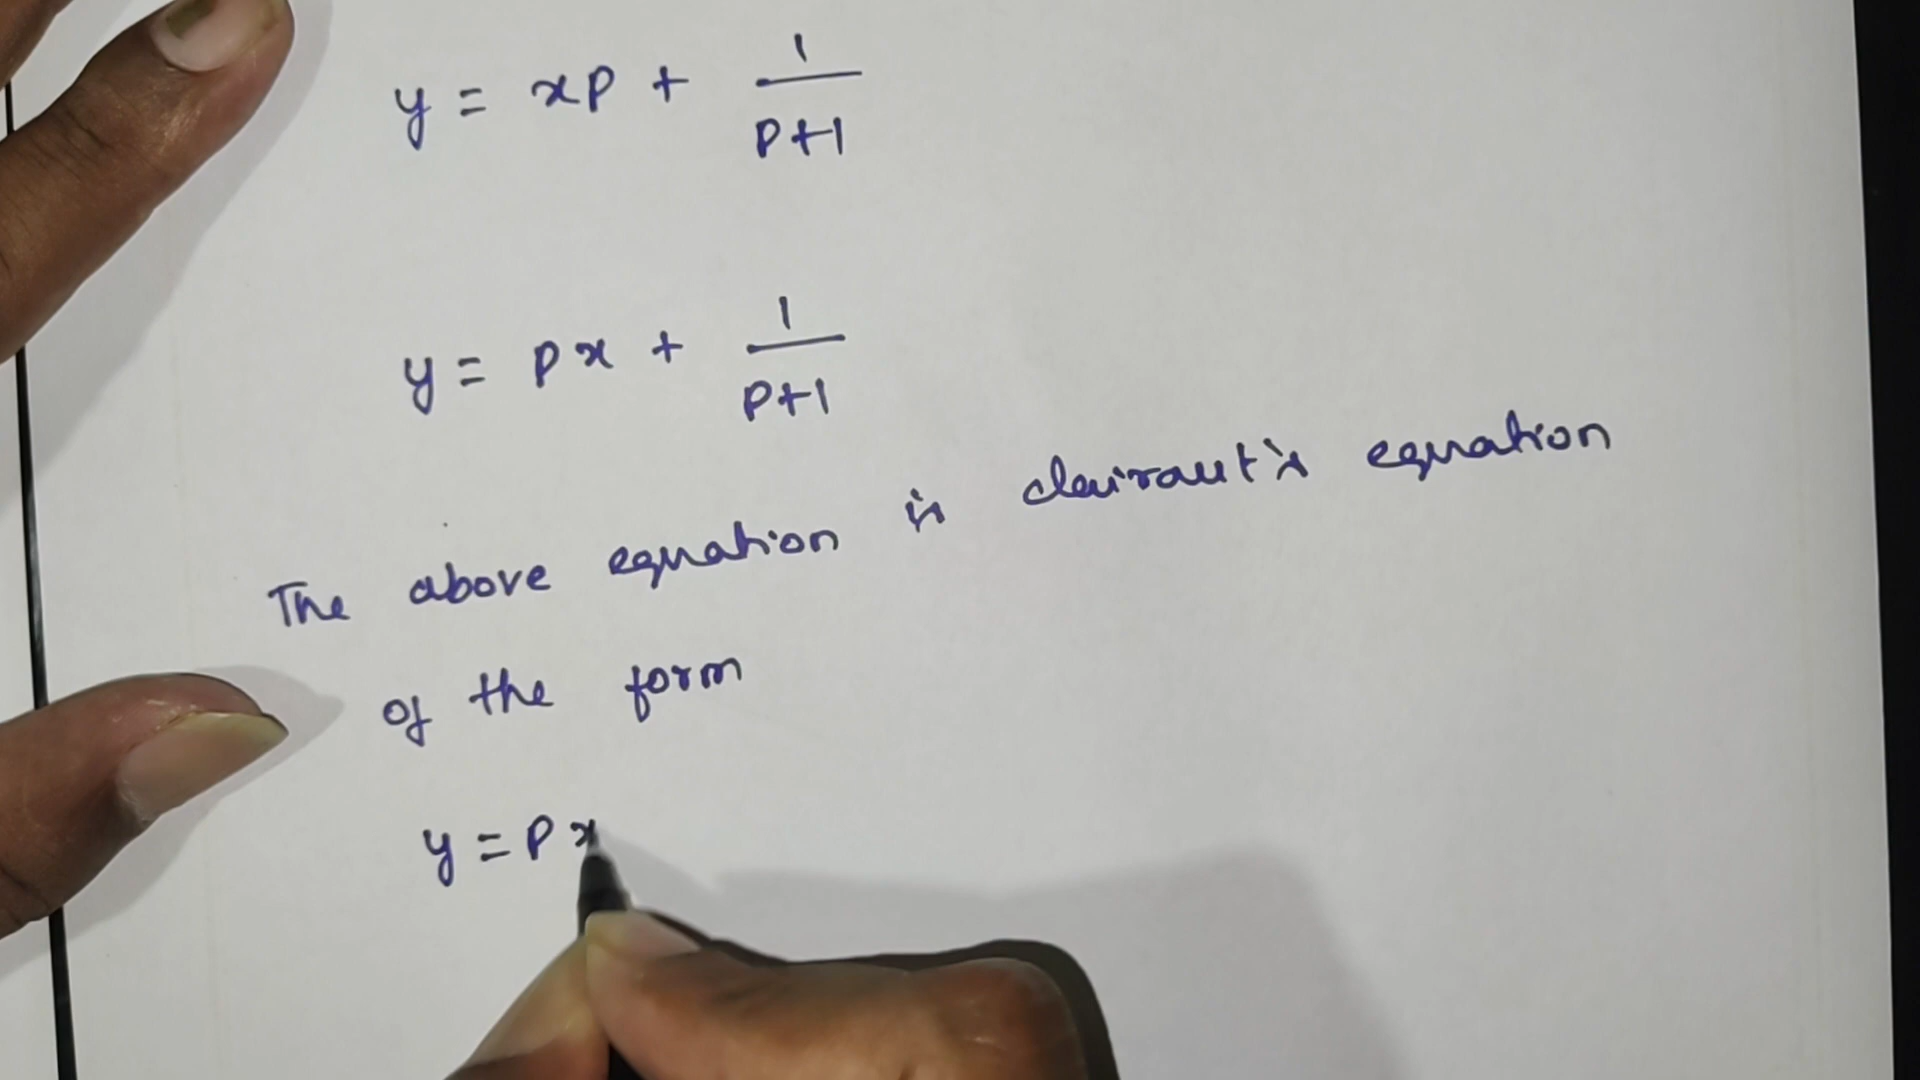 y = xp + 1/(p+1)
y = px + 1/(p+1)
The above equation is clairaut's equation
of the form
y = px